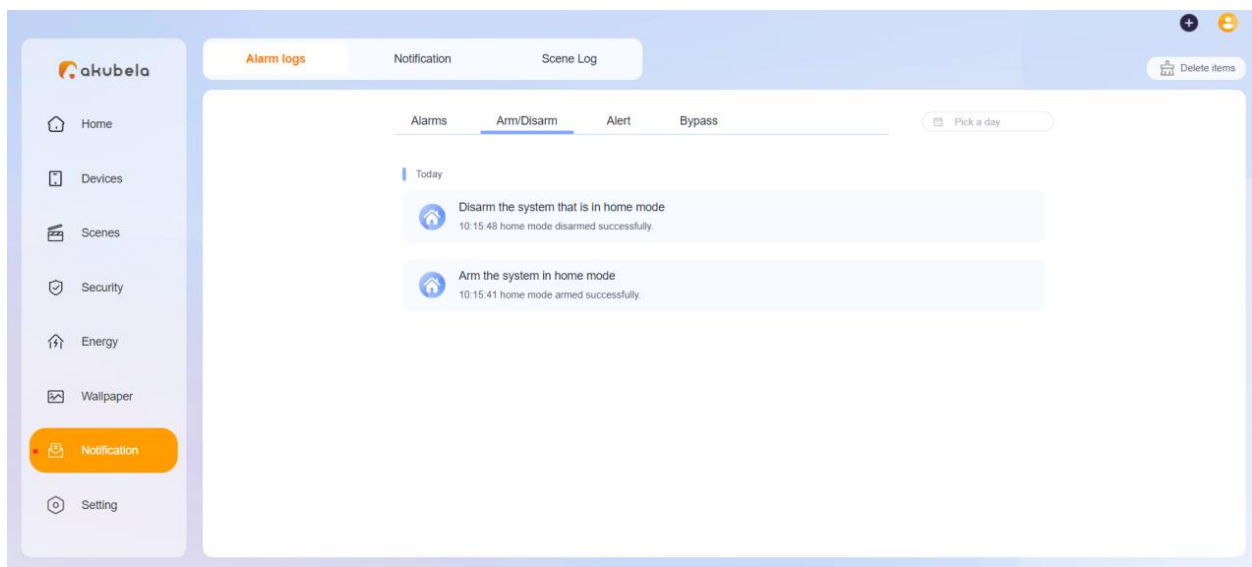 akubela
Home
Devices
Scenes
Security
Energy
Wallpaper
Notification
Setting
Alarm logs Notification Scene Log
Delete items
Alarms Arm/Disarm Alert Bypass
Pick a day
Today
Disarm the system that is in home mode
10:15:48 home mode disarmed successfully.
Arm the system in home mode
10:15:41 home mode armed successfully.